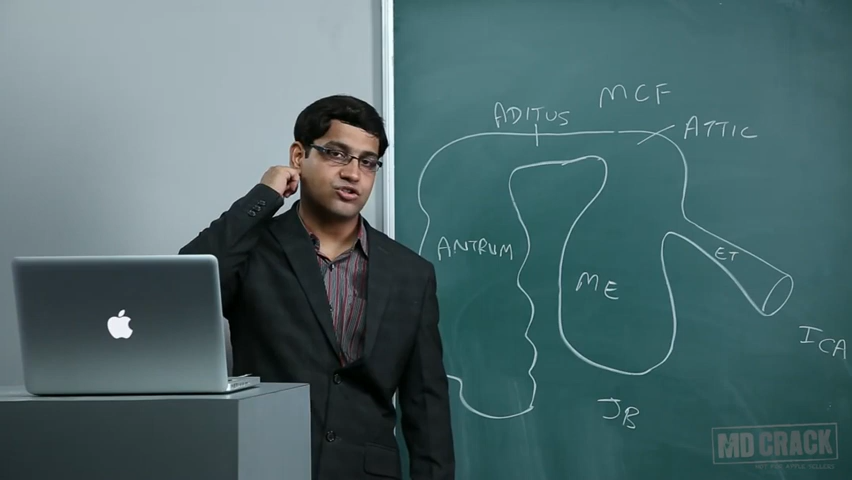 MCF
ADITUS
ATTIC
ANTRUM
ET
ME
ICA
JB
MD CRACK